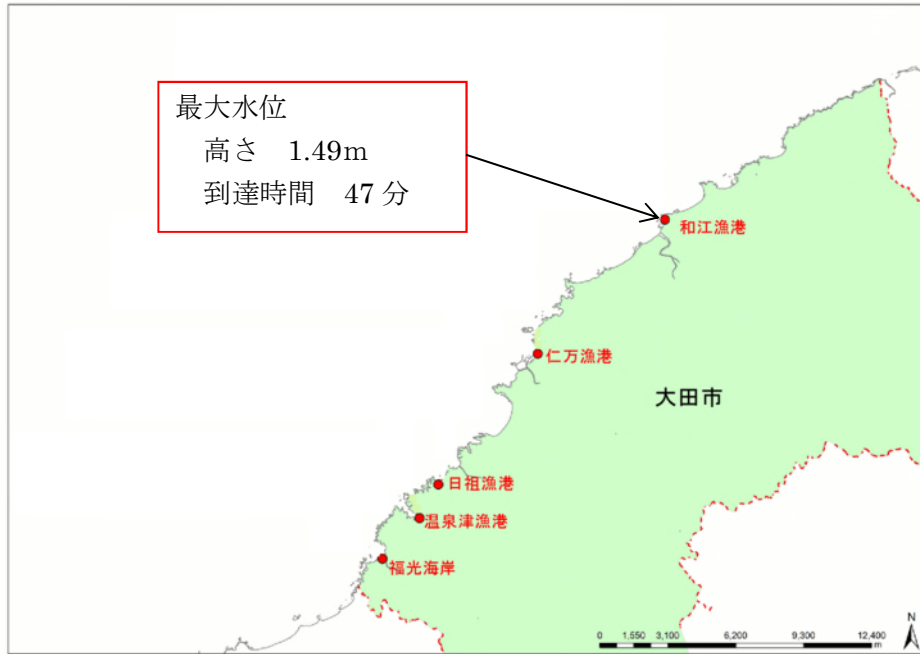 最大水位
高さ 1.49m
到達時間 47 分
和江漁港
仁万漁港
大田市
日祖漁港
温泉津漁港
福光海岸
N
0 1,550 3,100 6,200 9,300 12,400
m